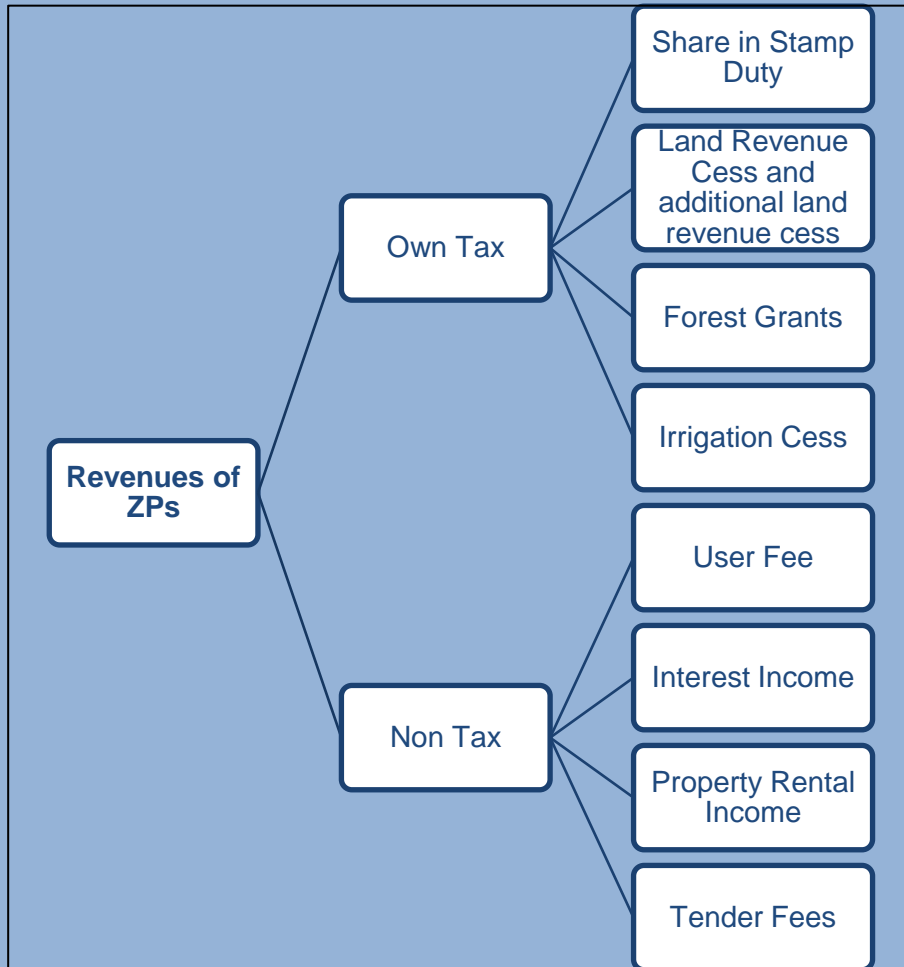 Revenues of
ZPs
Own Tax
Share in Stamp
Duty
Land Revenue
Cess and
additional land
revenue cess
Forest Grants
Irrigation Cess
Non Tax
User Fee
Interest Income
Property Rental
Income
Tender Fees